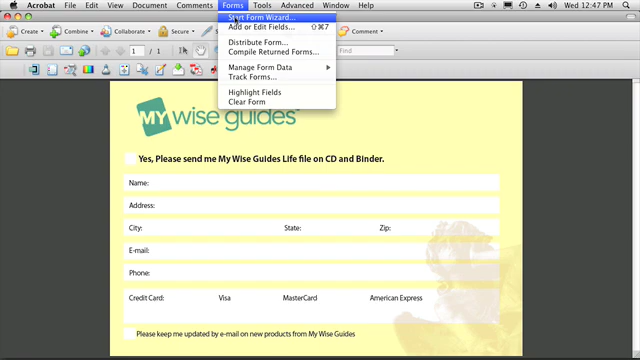 Acrobat File Edit View Document Comments Forms Tools Advanced Window Help Wed 12:47 PM
Start Form Wizard...
Create Combine Add or Edit Fields... ⇧⌘7 Comment
Distribute Form...
1 / 1 Compile Returned Forms... Find
Manage Form Data
Track Forms...
Highlight Fields
Clear Form
MY wise guides
Yes, Please send me My Wise Guides Life file on CD and Binder.
Name:
Address:
City: State: Zip:
E-mail:
Phone:
Credit Card: Visa MasterCard American Express
Please keep me updated by e-mail on new products from My Wise Guides